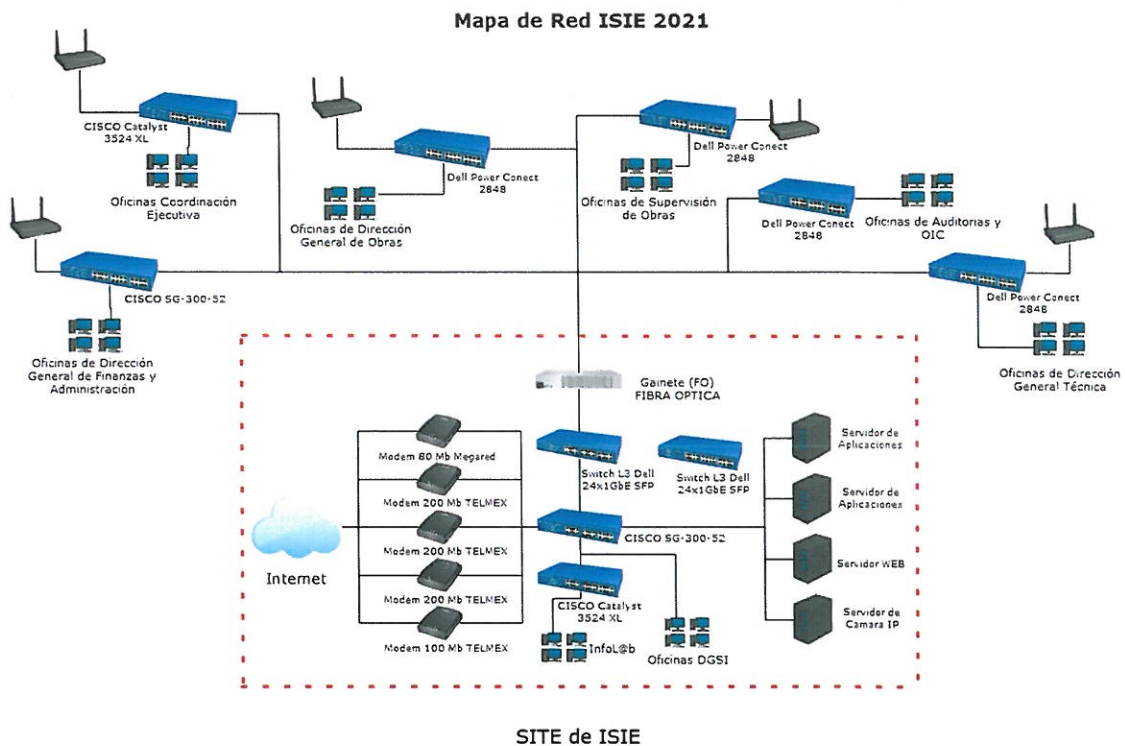 Mapa de Red ISIE 2021
CISCO Catalyst
3524 XL
Oficinas Coordinación
Ejecutiva
Dell Power Conect
2848
Oficinas de Dirección
General de Obras
Dell Power Conect
2848
Oficinas de Supervisión
de Obras
Dell Power Conect
2848
Oficinas de Auditorias y
OIC
CISCO SG-300-52
Oficinas de Dirección
General de Finanzas y
Administración
Dell Power Conect
2848
Oficinas de Dirección
General Técnica
Gainete (FO)
FIBRA OPTICA
Modem 80 Mb Megared
Switch L3 Dell
24x1GbE SFP
Switch L3 Dell
24x1GbE SFP
Servidor de
Aplicaciones
Modem 200 Mb TELMEX
Servidor de
Aplicaciones
Internet
Modem 200 Mb TELMEX
CISCO SG-300-52
Servidor WEB
Modem 200 Mb TELMEX
CISCO Catalyst
3524 XL
Servidor de
Camara IP
Modem 100 Mb TELMEX
InfoL@b
Oficinas DGSI
SITE de ISIE